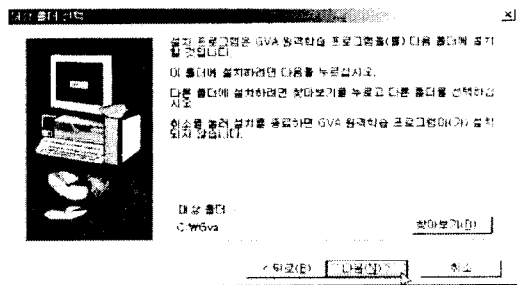 대상 폴더 선택
설치 프로그램은 GVA 원격학습 프로그램을(를) 다음 폴더에 설치
할 것입니다.
이 폴더에 설치하려면 다음을 누르십시오.
다른 폴더에 설치하려면 찾아보기를 누르고 다른 폴더를 선택하십
시오.
취소를 눌러 설치를 종료하면 GVA 원격학습 프로그램이(가) 설치
되지 않습니다.
대상 폴더
C:₩Gva
찾아보기(R)
< 뒤로(B)
다음(N) >
취소